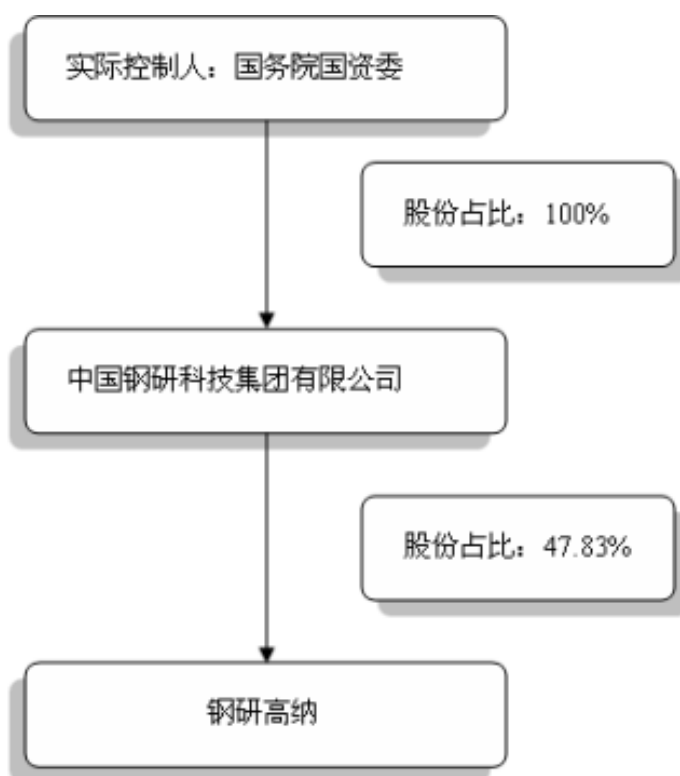 实际控制人：国务院国资委
股份占比：100%
中国钢研科技集团有限公司
股份占比：47.83%
钢研高纳